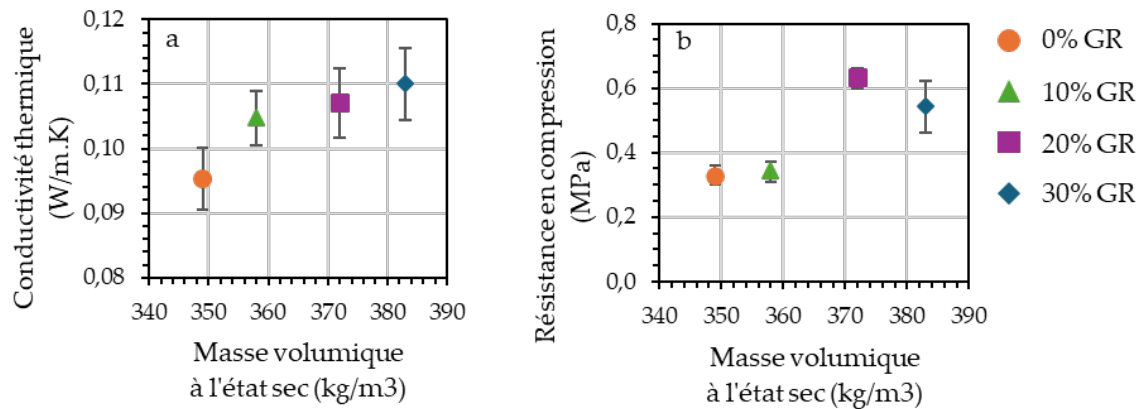 a
Conductivité thermique
(W/m.K)
0,12
0,11
0,10
0,09
0,08
340 350 360 370 380 390
Masse volumique
à l'état sec (kg/m3)
b
Résistance en compression
(MPa)
0,8
0,6
0,4
0,2
0,0
340 350 360 370 380 390
Masse volumique
à l'état sec (kg/m3)
0% GR
10% GR
20% GR
30% GR